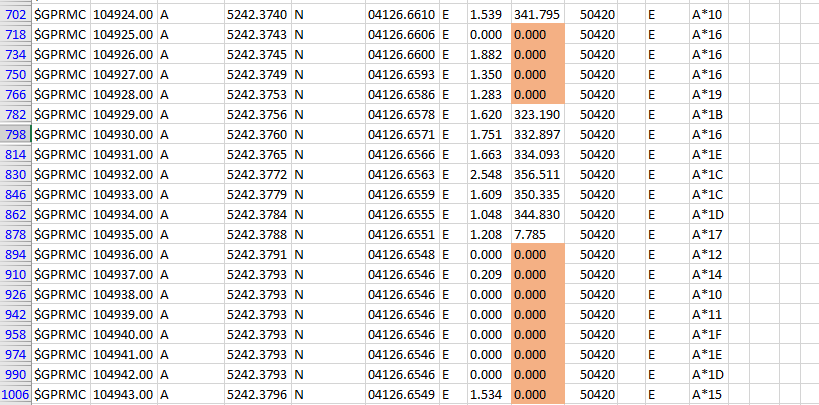 702 $GPRMC 104924.00 A 5242.3740 N 04126.6610 E 1.539 341.795 50420 E A*10
718 $GPRMC 104925.00 A 5242.3743 N 04126.6606 E 0.000 0.000 50420 E A*16
734 $GPRMC 104926.00 A 5242.3745 N 04126.6600 E 1.882 0.000 50420 E A*16
750 $GPRMC 104927.00 A 5242.3749 N 04126.6593 E 1.350 0.000 50420 E A*16
766 $GPRMC 104928.00 A 5242.3753 N 04126.6586 E 1.283 0.000 50420 E A*19
782 $GPRMC 104929.00 A 5242.3756 N 04126.6578 E 1.620 323.190 50420 E A*1B
798 $GPRMC 104930.00 A 5242.3760 N 04126.6571 E 1.751 332.897 50420 E A*16
814 $GPRMC 104931.00 A 5242.3765 N 04126.6566 E 1.663 334.093 50420 E A*1E
830 $GPRMC 104932.00 A 5242.3772 N 04126.6563 E 2.548 356.511 50420 E A*1C
846 $GPRMC 104933.00 A 5242.3779 N 04126.6559 E 1.609 350.335 50420 E A*1C
862 $GPRMC 104934.00 A 5242.3784 N 04126.6555 E 1.048 344.830 50420 E A*1D
878 $GPRMC 104935.00 A 5242.3788 N 04126.6551 E 1.208 7.785 50420 E A*17
894 $GPRMC 104936.00 A 5242.3791 N 04126.6548 E 0.000 0.000 50420 E A*12
910 $GPRMC 104937.00 A 5242.3793 N 04126.6546 E 0.209 0.000 50420 E A*14
926 $GPRMC 104938.00 A 5242.3793 N 04126.6546 E 0.000 0.000 50420 E A*10
942 $GPRMC 104939.00 A 5242.3793 N 04126.6546 E 0.000 0.000 50420 E A*11
958 $GPRMC 104940.00 A 5242.3793 N 04126.6546 E 0.000 0.000 50420 E A*1F
974 $GPRMC 104941.00 A 5242.3793 N 04126.6546 E 0.000 0.000 50420 E A*1E
990 $GPRMC 104942.00 A 5242.3793 N 04126.6546 E 0.000 0.000 50420 E A*1D
1006 $GPRMC 104943.00 A 5242.3796 N 04126.6549 E 1.534 0.000 50420 E A*15